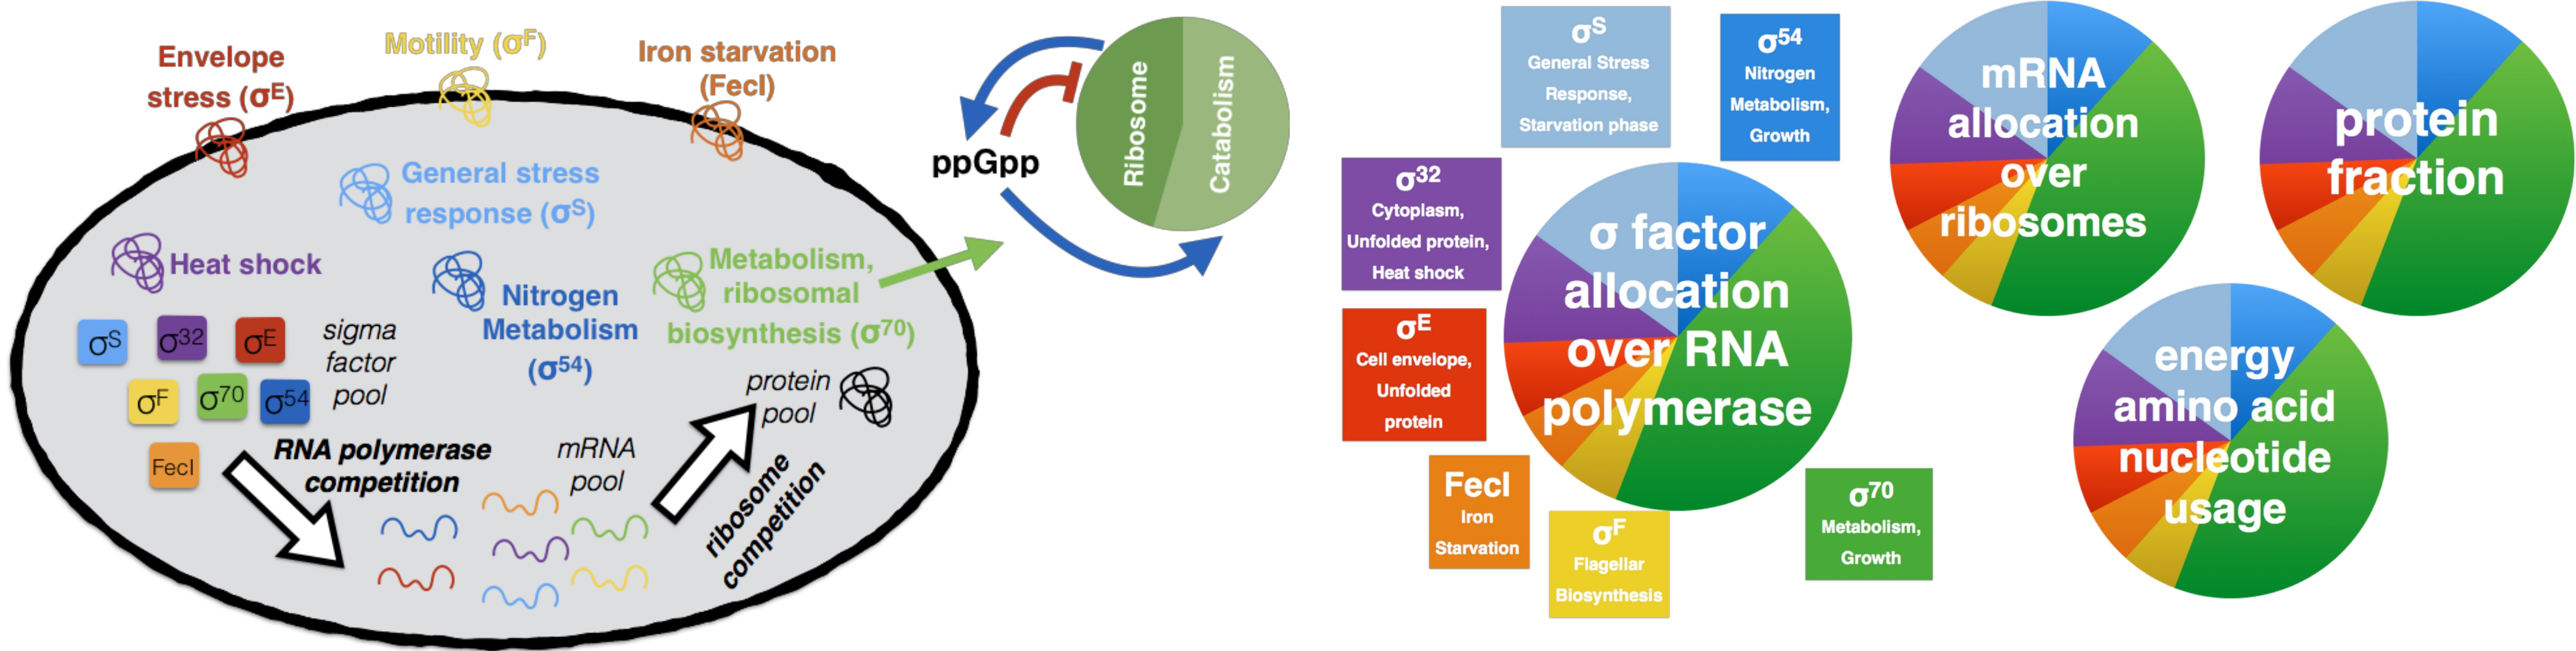 Envelope
stress (σE)
Motility (σF)
Iron starvation
(FecI)
General stress
response (σS)
Heat shock
Nitrogen
Metabolism
(σ54)
Metabolism,
ribosomal
biosynthesis (σ70)
σS
σ32
σE
σF
σ70
σ54
FecI
sigma
factor
pool
RNA polymerase
competition
mRNA
pool
protein
pool
ribosome
competition
ppGpp
Ribosome
Catabolism
σS
General Stress
Response,
Starvation phase
σ54
Nitrogen
Metabolism,
Growth
σ32
Cytoplasm,
Unfolded protein,
Heat shock
σE
Cell envelope,
Unfolded
protein
FecI
Iron
Starvation
σF
Flagellar
Biosynthesis
σ70
Metabolism,
Growth
σ factor
allocation
over RNA
polymerase
mRNA
allocation
over
ribosomes
protein
fraction
energy
amino acid
nucleotide
usage